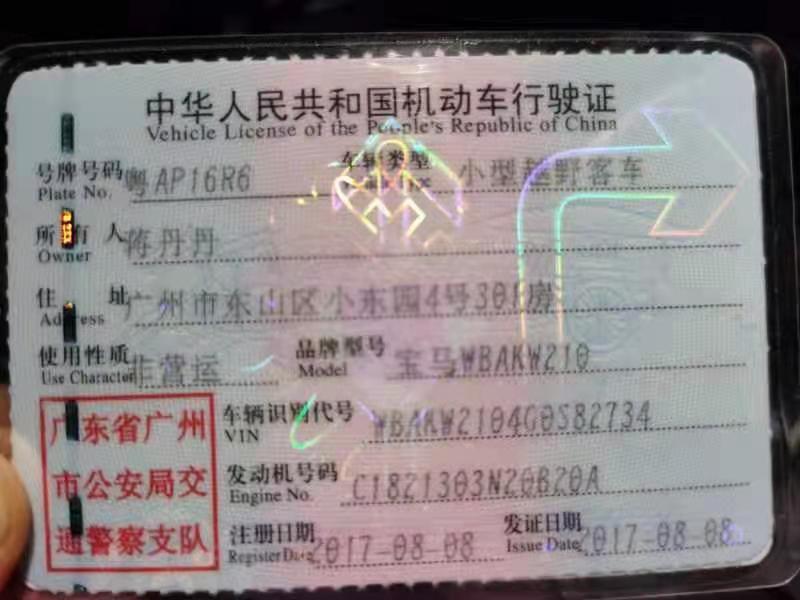 中华人民共和国机动车行驶证
Vehicle License of the People's Republic of China
号牌号码 粤AP16R6 车辆类型 小型越野客车
Plate No.
所有人 蒋丹丹
Owner
住址 广州市东山区小东园4号301房
Address
使用性质 非营运 品牌型号 宝马WBAKW210
Use Character Model
广东省广州 车辆识别代号 WBAKW2104G0S82734
VIN
市公安局交 发动机号码 C1821303N20B20A
Engine No.
通警察支队 注册日期 2017-08-08 发证日期 2017-08-08
Register Date Issue Date